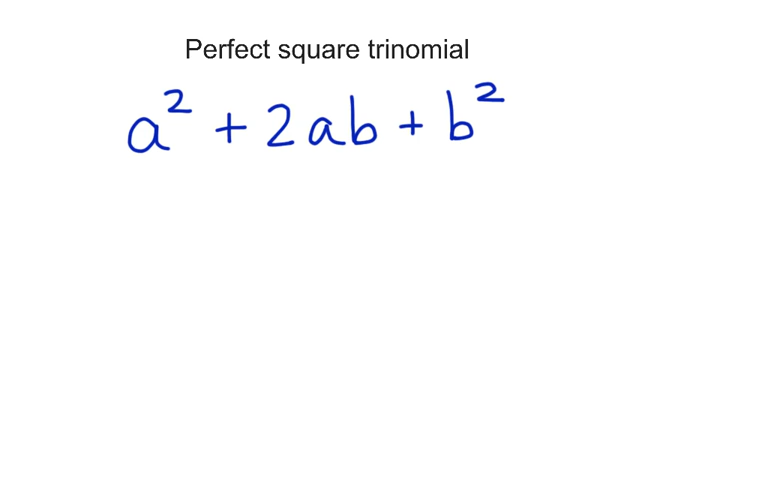 Perfect square trinomial
a² + 2ab + b²